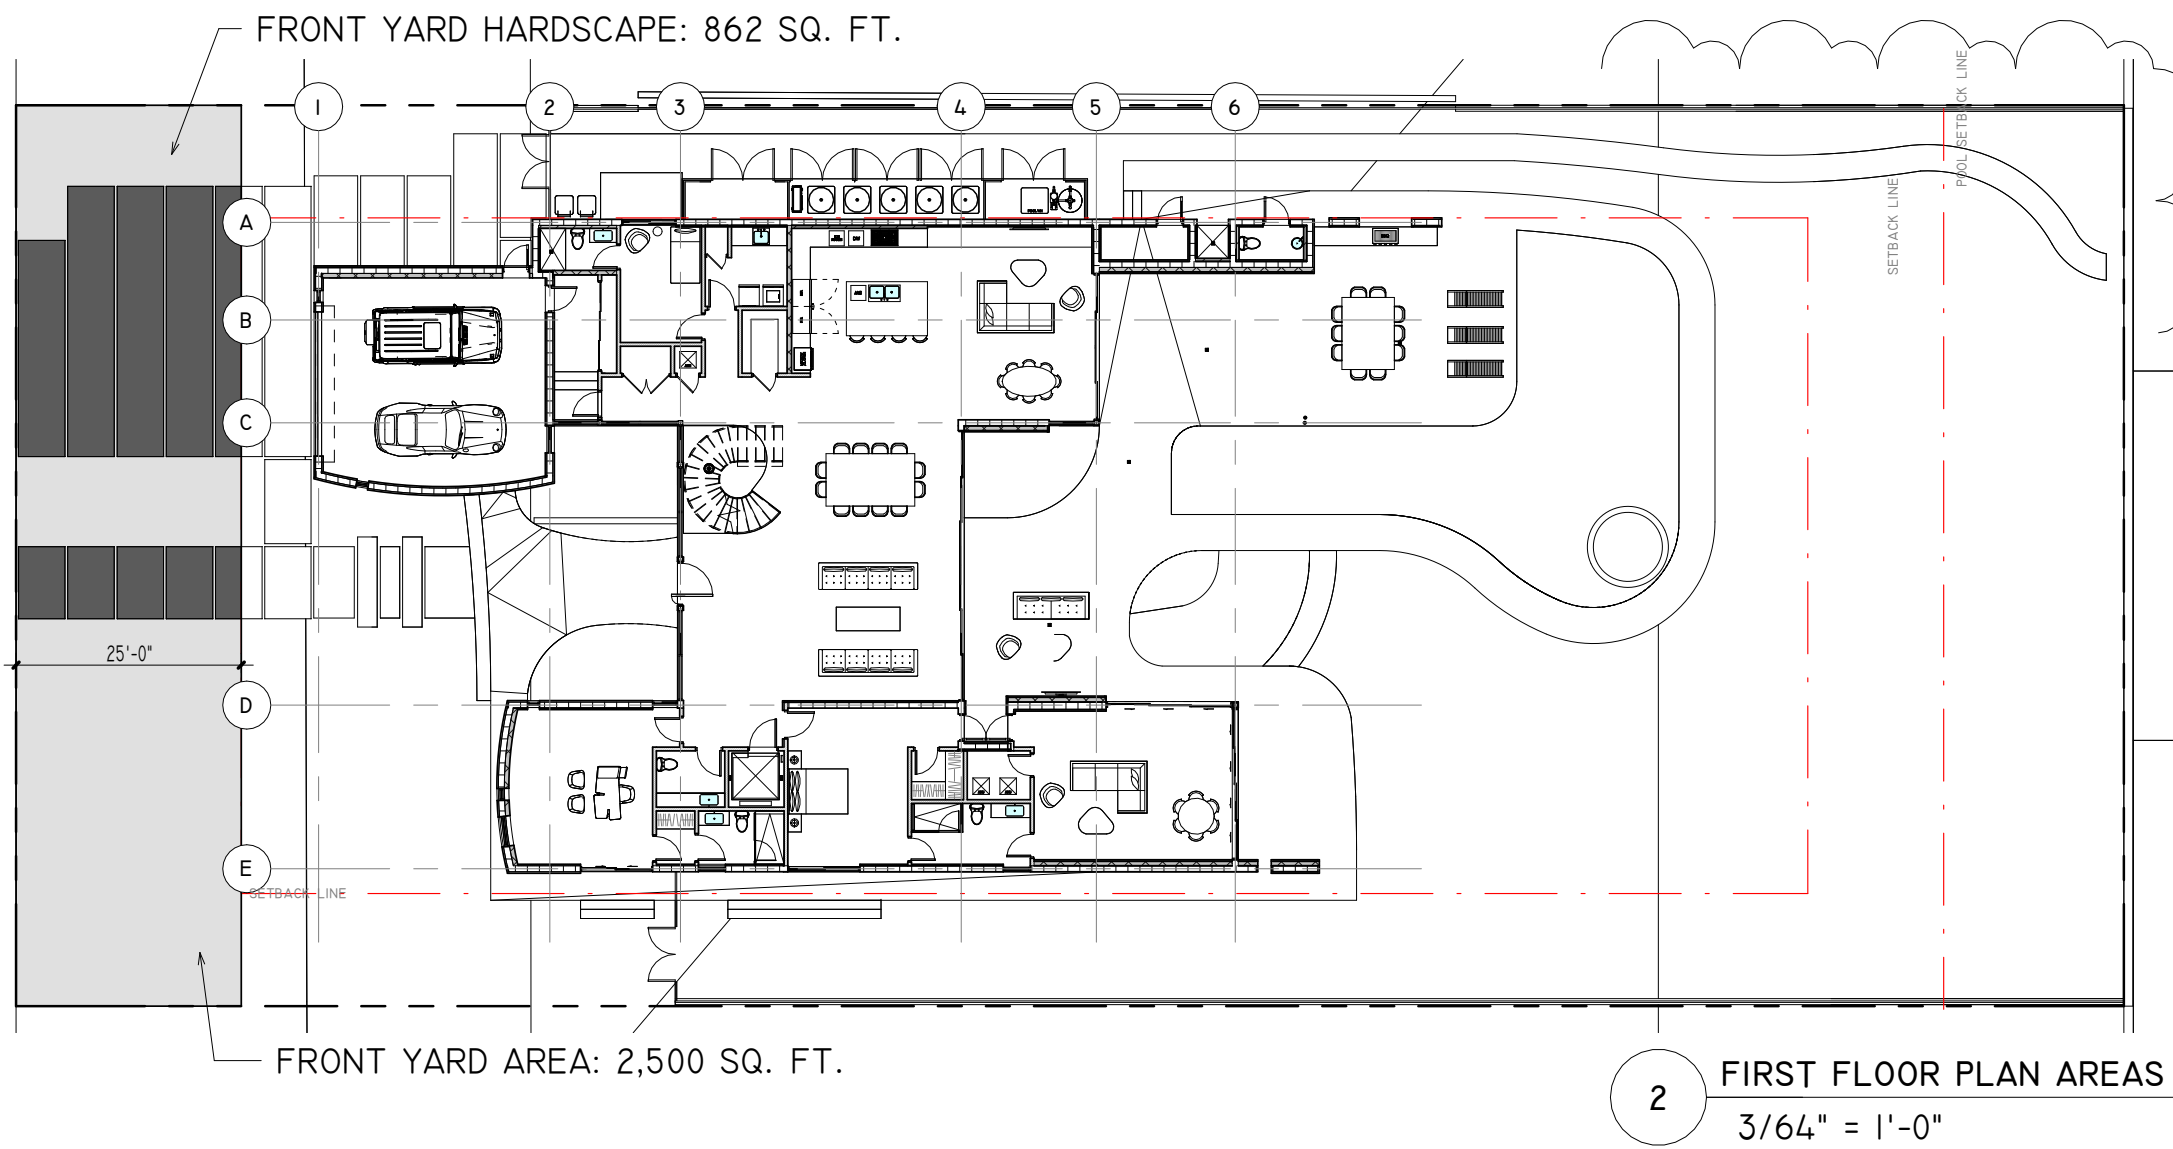 FRONT YARD HARDSCAPE: 862 SQ. FT.
1
2
3
4
5
6
POOL SETBACK LINE
SETBACK LINE
A
B
C
25'-0"
D
E
SETBACK LINE
FRONT YARD AREA: 2,500 SQ. FT.
2
FIRST FLOOR PLAN AREAS
3/64" = 1'-0"